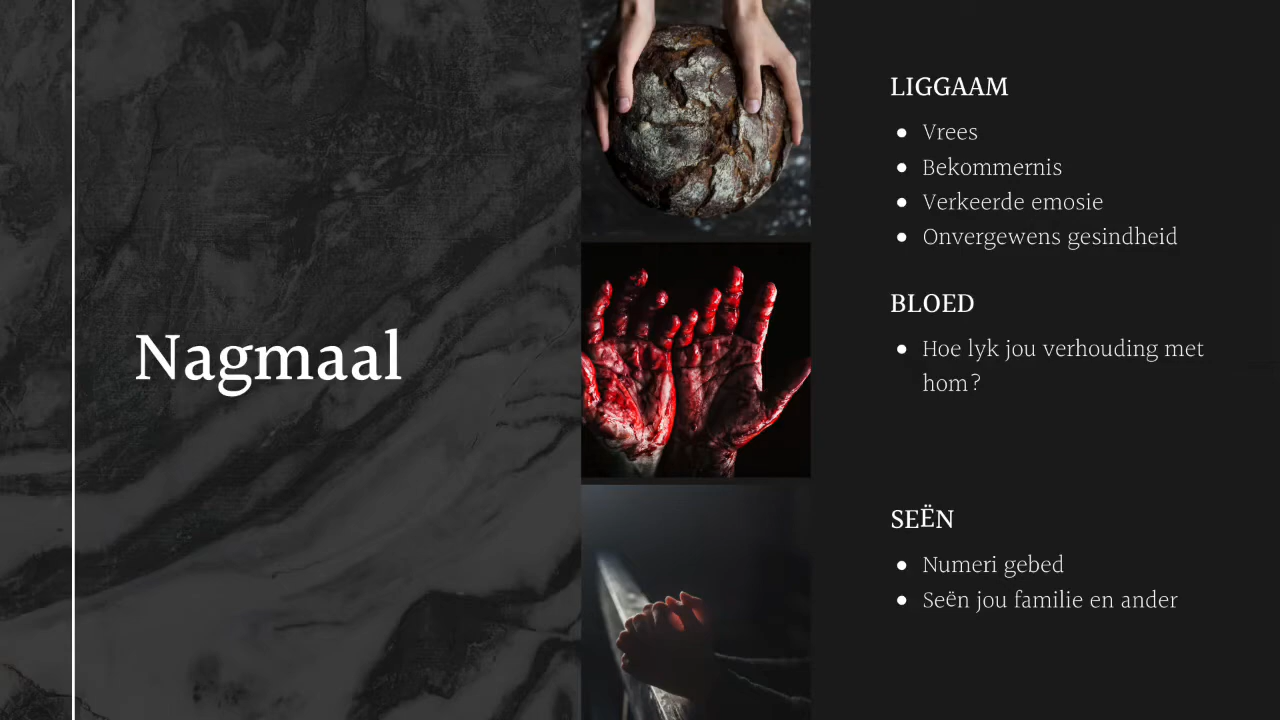 Nagmaal
LIGGAAM
• Vrees
• Bekommernis
• Verkeerde emosie
• Onvergewens gesindheid
BLOED
• Hoe lyk jou verhouding met
hom?
SEËN
• Numeri gebed
• Seën jou familie en ander